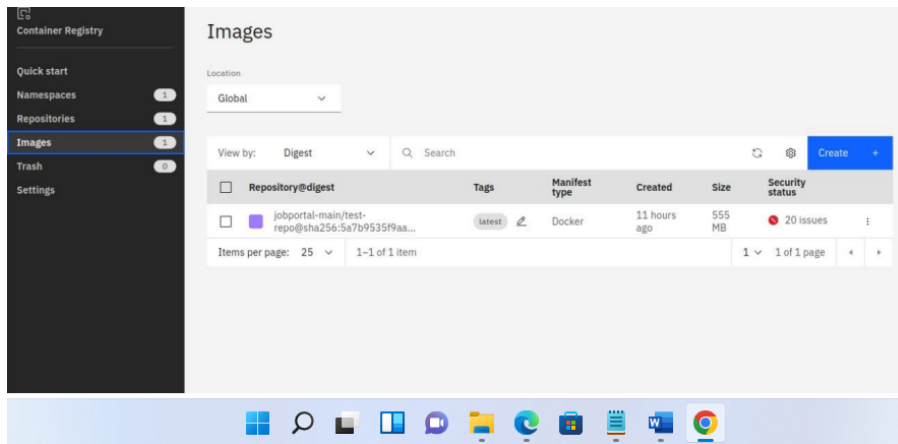 Container Registry
Quick start
Namespaces 1
Repositories 1
Images 1
Trash 0
Settings
Images
Location
Global
View by: Digest Search Create +
Repository@digest Tags Manifest type Created Size Security status
jobportal-main/test-
repo@sha256:5a7b9535f9aa... latest Docker 11 hours ago 555 MB 20 issues
Items per page: 25 1–1 of 1 item 1 1 of 1 page